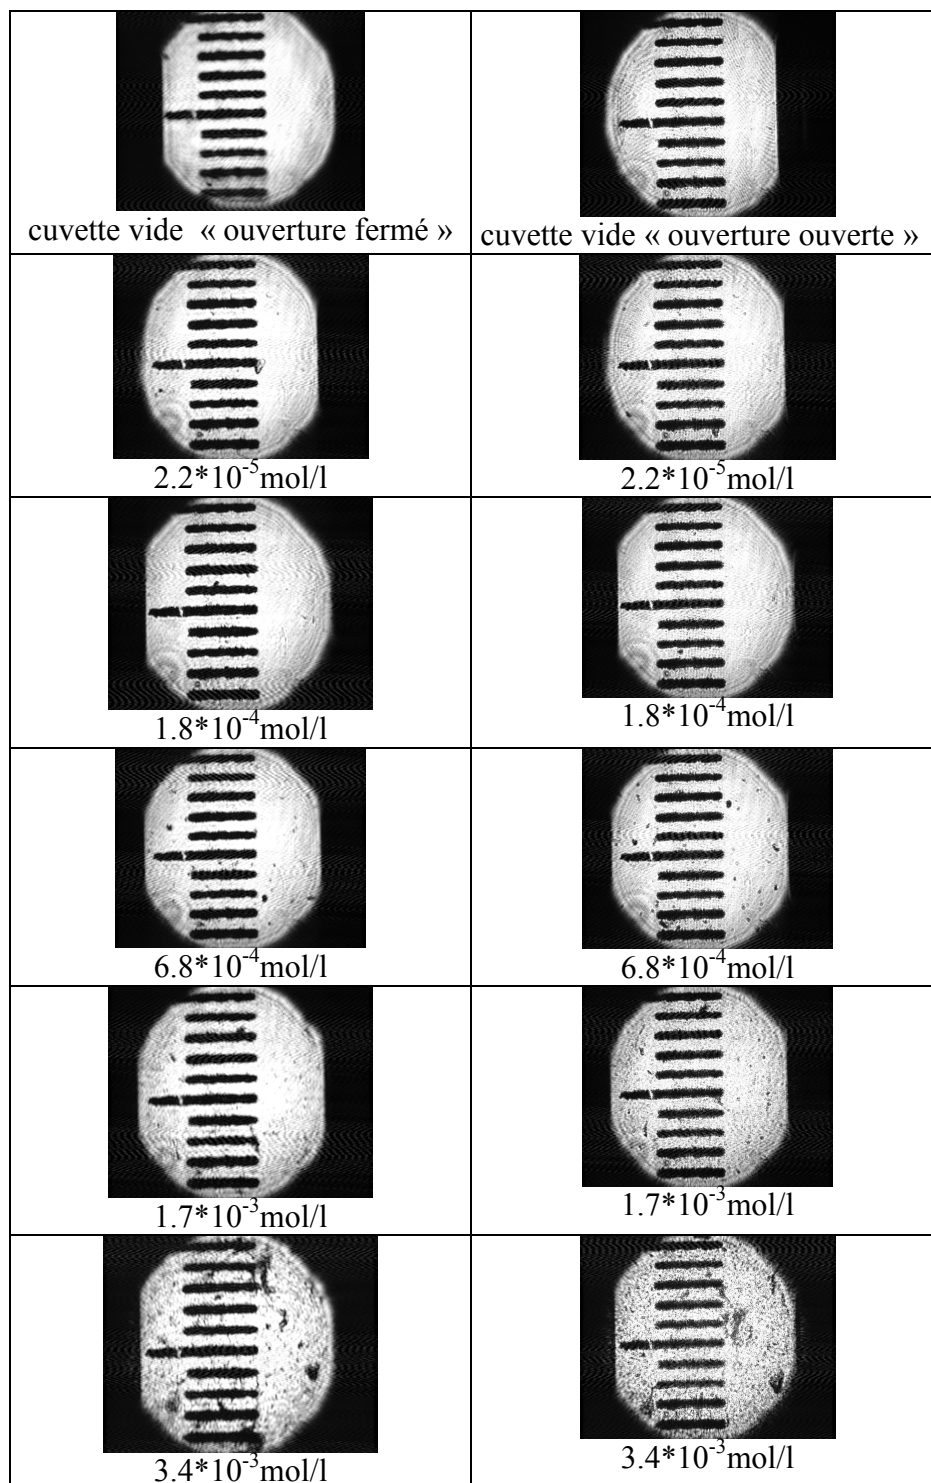 cuvette vide « ouverture fermé »
cuvette vide « ouverture ouverte »
2.2*10⁻⁵mol/l
2.2*10⁻⁵mol/l
1.8*10⁻⁴mol/l
1.8*10⁻⁴mol/l
6.8*10⁻⁴mol/l
6.8*10⁻⁴mol/l
1.7*10⁻³mol/l
1.7*10⁻³mol/l
3.4*10⁻³mol/l
3.4*10⁻³mol/l